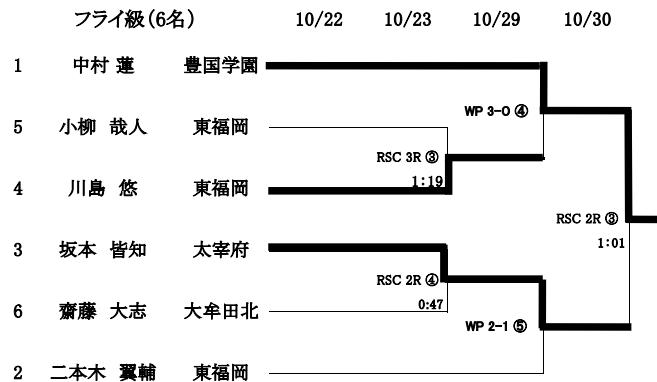 フライ級（6名） 10/22 10/23 10/29 10/30
1 中村 蓮 豊国学園
WP 3-0 ④
5 小柳 哉人 東福岡
RSC 3R ③
1:19
4 川島 悠 東福岡
RSC 2R ③
1:01
3 坂本 皆知 太宰府
RSC 2R ④
0:47
6 齋藤 大志 大牟田北
WP 2-1 ⑤
2 二本木 翼輔 東福岡